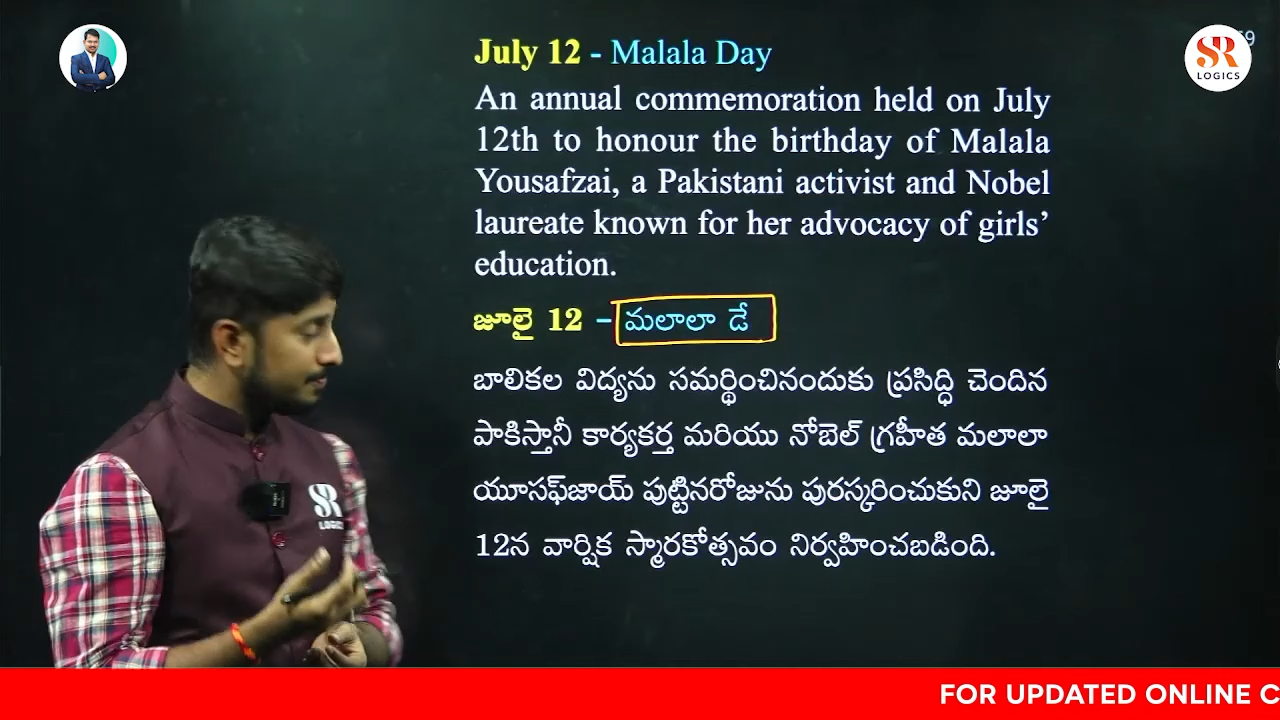 July 12 - Malala Day
An annual commemoration held on July
12th to honour the birthday of Malala
Yousafzai, a Pakistani activist and Nobel
laureate known for her advocacy of girls’
education.
జూలై 12 – మలాలా డే
బాలికల విద్యను సమర్థించినందుకు ప్రసిద్ధి చెందిన
పాకిస్తానీ కార్యకర్త మరియు నోబెల్ గ్రహీత మలాలా
యూసఫ్‌జాయ్ పుట్టినరోజును పురస్కరించుకుని జూలై
12న వార్షిక స్మారకోత్సవం నిర్వహించబడింది.
SR
LOGICS
SR
LOGICS
FOR UPDATED ONLINE C